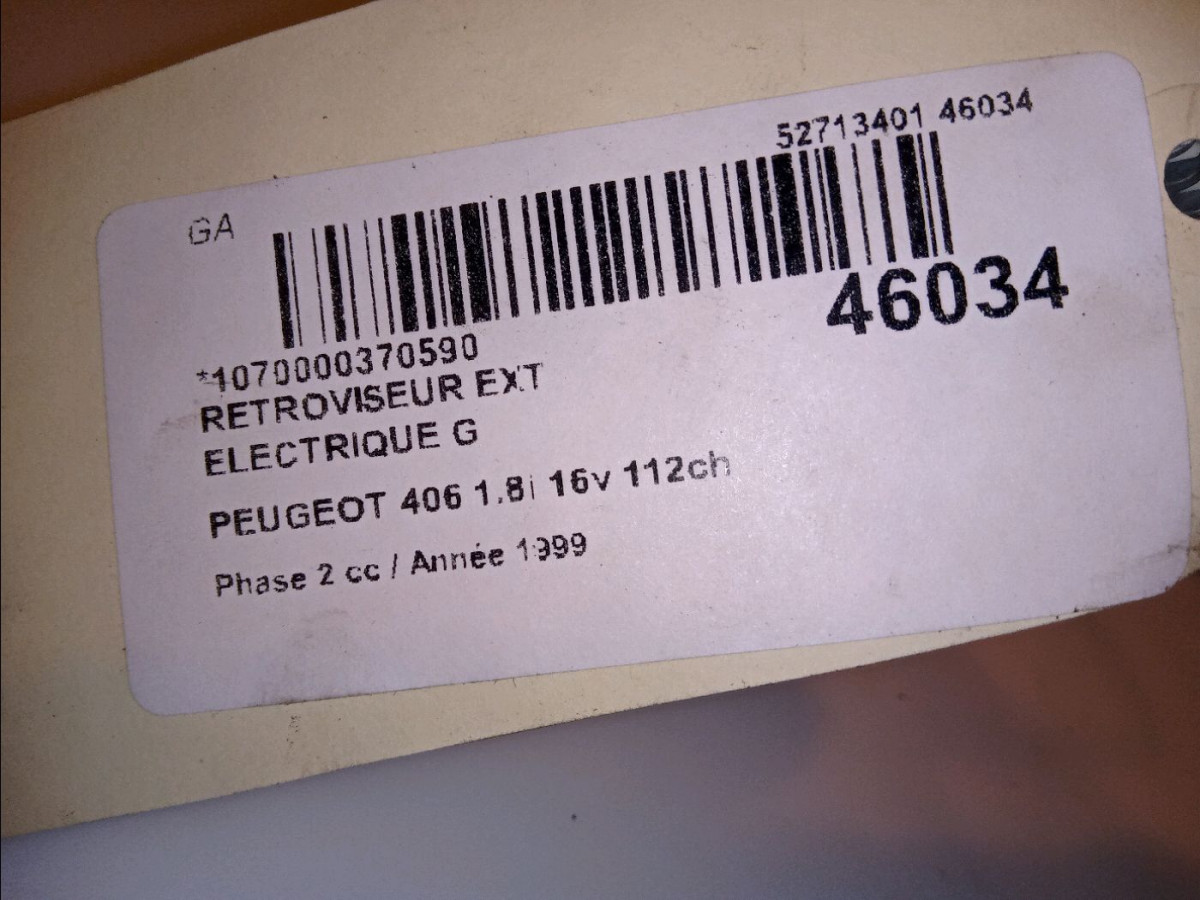 52713401 46034
GA
46034
*1070000370590
RETROVISEUR EXT
ELECTRIQUE G
PEUGEOT 406 1.8i 16v 112ch
Phase 2 cc / Année 1999